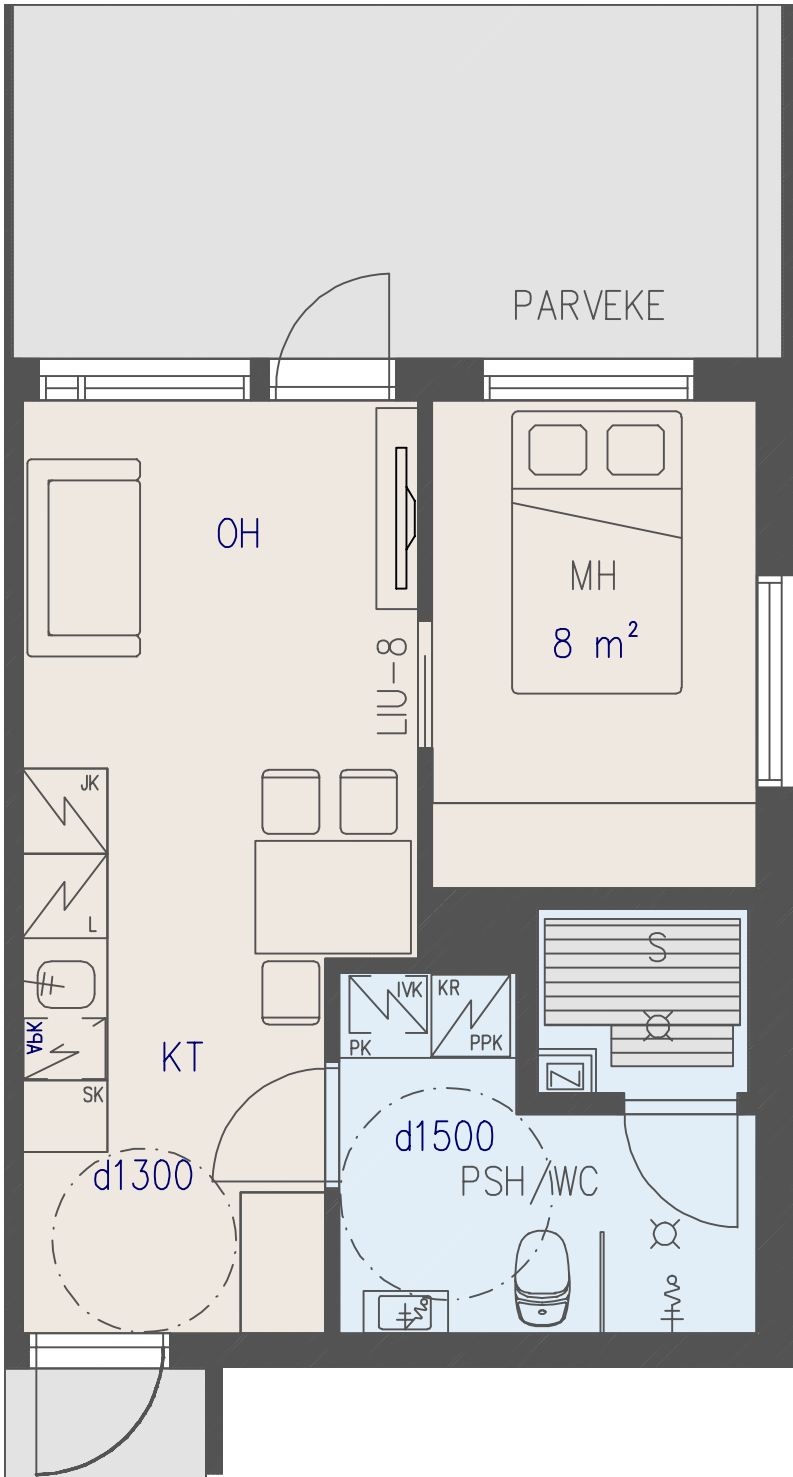 PARVEKE
OH
MH
8 m²
LIU-8
JK
L
IVK
KR
PK
PPK
S
APK
KT
SK
d1300
d1500
PSH/WC